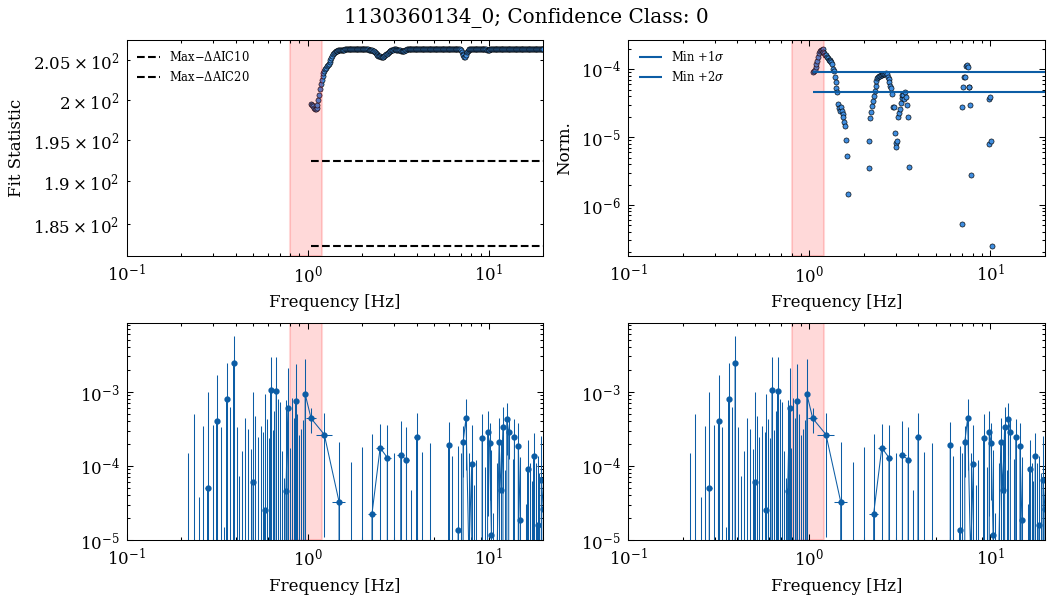 1130360134_0; Confidence Class: 0
Fit Statistic
2.05 × 10²
2 × 10²
1.95 × 10²
1.9 × 10²
1.85 × 10²
Max−ΔAIC10
Max−ΔAIC20
10⁻¹ 10⁰ 10¹
Frequency [Hz]
Norm.
10⁻⁴
10⁻⁵
10⁻⁶
Min +1σ
Min +2σ
10⁻¹ 10⁰ 10¹
Frequency [Hz]
10⁻³
10⁻⁴
10⁻⁵
10⁻¹ 10⁰ 10¹
Frequency [Hz]
10⁻³
10⁻⁴
10⁻⁵
10⁻¹ 10⁰ 10¹
Frequency [Hz]